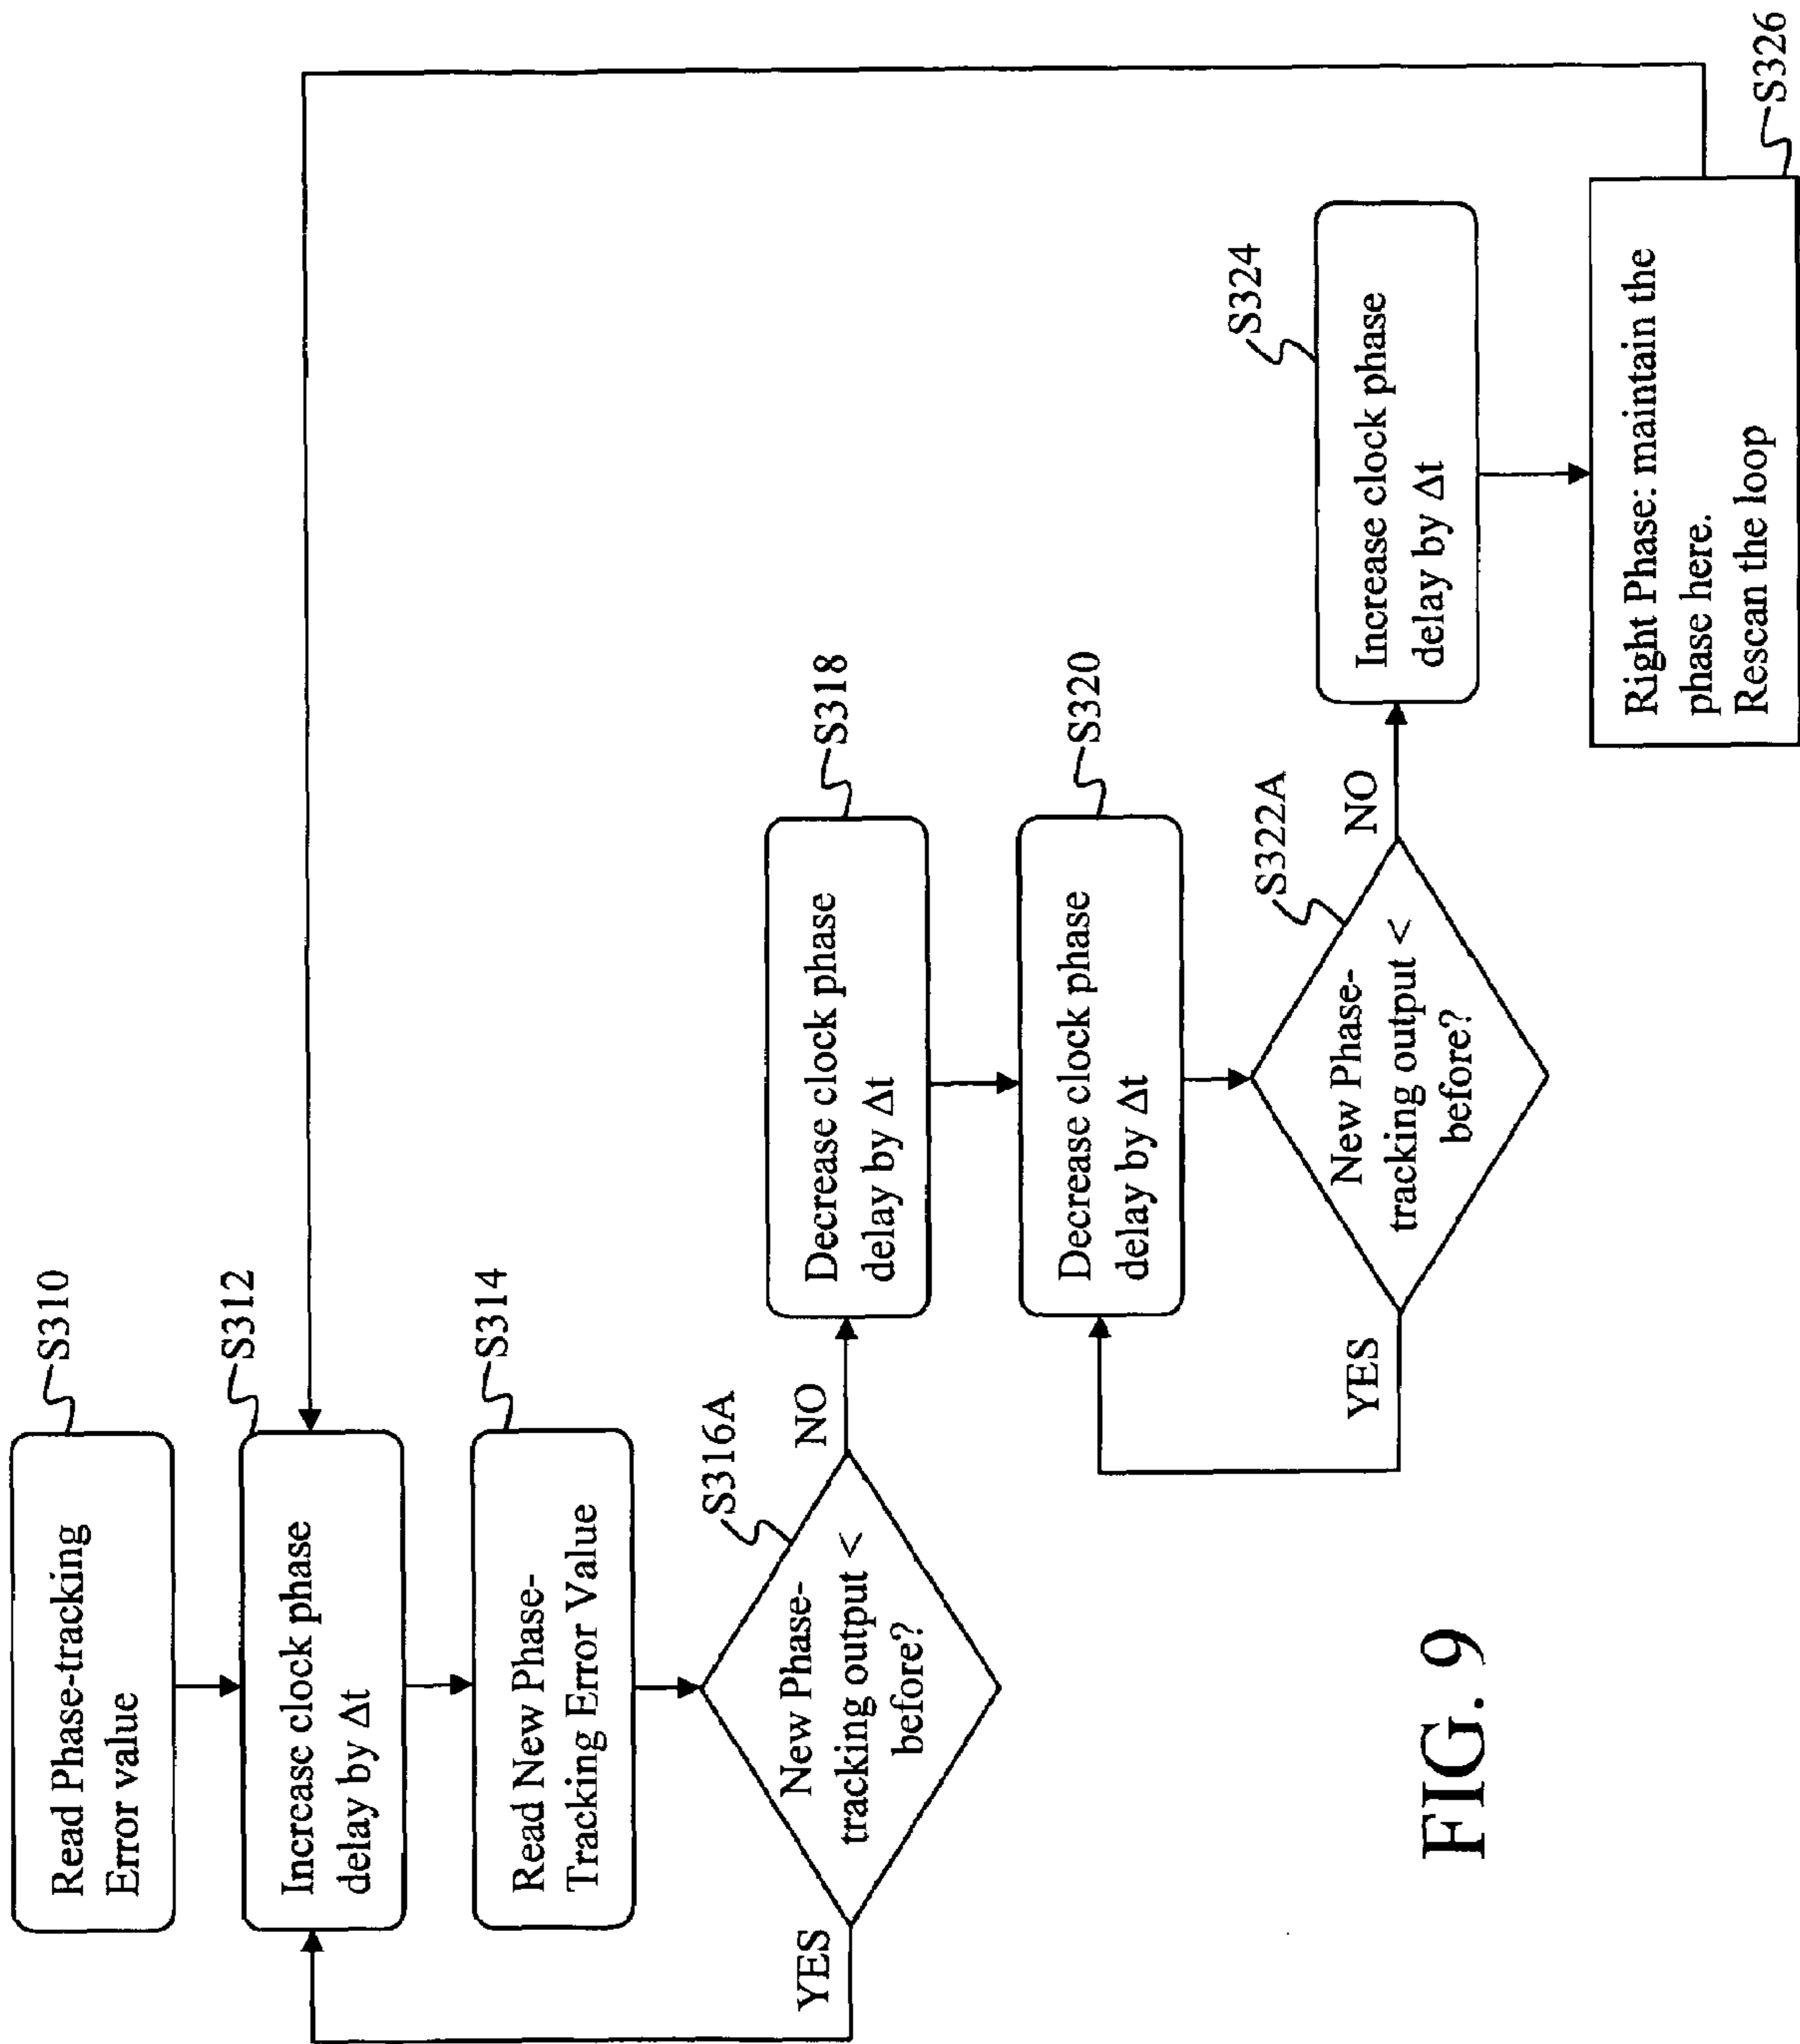 S310
Read Phase-tracking
Error value
S312
Increase clock phase
delay by Δt
S314
Read New Phase-
Tracking Error Value
S316A
New Phase-
tracking output <
before?
YES
NO
S318
Decrease clock phase
delay by Δt
S320
Decrease clock phase
delay by Δt
S322A
New Phase-
tracking output <
before?
YES
NO
S324
Increase clock phase
delay by Δt
S326
Right Phase: maintain the
phase here.
Rescan the loop
FIG. 9